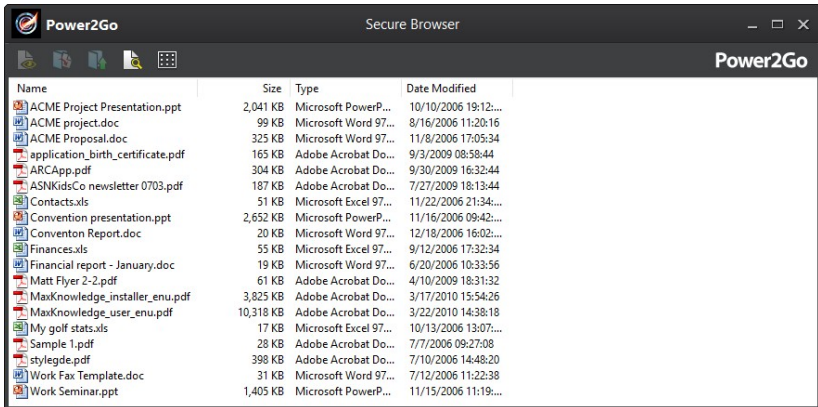 Power2Go Secure Browser
Power2Go
Name Size Type Date Modified
ACME Project Presentation.ppt 2,041 KB Microsoft PowerP... 10/10/2006 19:12:...
ACME project.doc 99 KB Microsoft Word 97... 8/16/2006 11:20:16
ACME Proposal.doc 325 KB Microsoft Word 97... 11/8/2006 17:05:34
application_birth_certificate.pdf 165 KB Adobe Acrobat Do... 9/3/2009 08:58:44
ARCApp.pdf 304 KB Adobe Acrobat Do... 9/30/2009 16:32:44
ASNKidsCo newsletter 0703.pdf 187 KB Adobe Acrobat Do... 7/27/2009 18:13:44
Contacts.xls 51 KB Microsoft Excel 97... 11/22/2006 21:34:...
Convention presentation.ppt 2,652 KB Microsoft PowerP... 11/16/2006 09:42:...
Conventon Report.doc 20 KB Microsoft Word 97... 12/18/2006 16:02:...
Finances.xls 55 KB Microsoft Excel 97... 9/12/2006 17:32:34
Financial report - January.doc 19 KB Microsoft Word 97... 6/20/2006 10:33:56
Matt Flyer 2-2.pdf 61 KB Adobe Acrobat Do... 4/10/2009 18:31:32
MaxKnowledge_installer_enu.pdf 3,825 KB Adobe Acrobat Do... 3/17/2010 15:54:26
MaxKnowledge_user_enu.pdf 10,318 KB Adobe Acrobat Do... 3/22/2010 14:38:18
My golf stats.xls 17 KB Microsoft Excel 97... 10/13/2006 13:07:...
Sample 1.pdf 28 KB Adobe Acrobat Do... 7/7/2006 09:27:08
stylegde.pdf 398 KB Adobe Acrobat Do... 7/10/2006 14:48:20
Work Fax Template.doc 31 KB Microsoft Word 97... 7/12/2006 11:22:38
Work Seminar.ppt 1,405 KB Microsoft PowerP... 11/15/2006 11:19:...